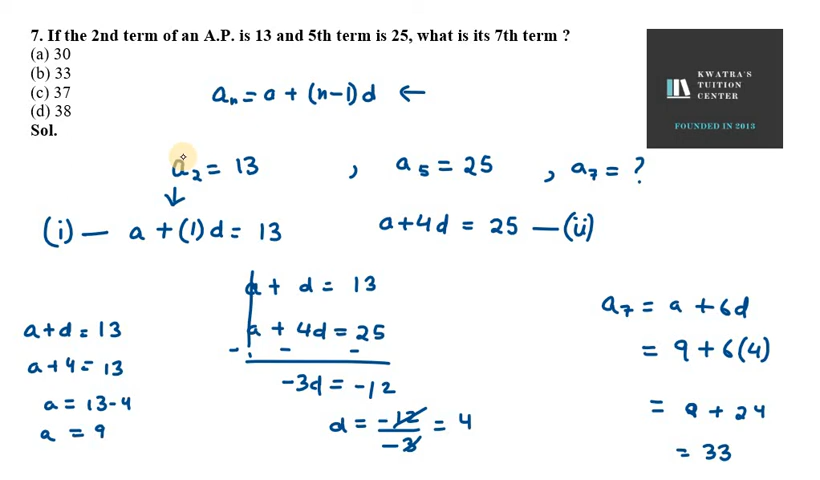 7. If the 2nd term of an A.P. is 13 and 5th term is 25, what is its 7th term ?
(a) 30
(b) 33
(c) 37
(d) 38
Sol.
KWATRA'S
TUITION
CENTER
FOUNDED IN 2013
aₙ = a + (n-1)d ←
a₂ = 13 , a₅ = 25 , a₇ = ?
↓
(i) — a + (1)d = 13
a+4d = 25 — (ii)
a + d = 13
a + 4d = 25
- - -
-3d = -12
d = -12/-3 = 4
a+d = 13
a+4 = 13
a = 13-4
a = 9
a₇ = a + 6d
= 9 + 6(4)
= 9 + 24
= 33